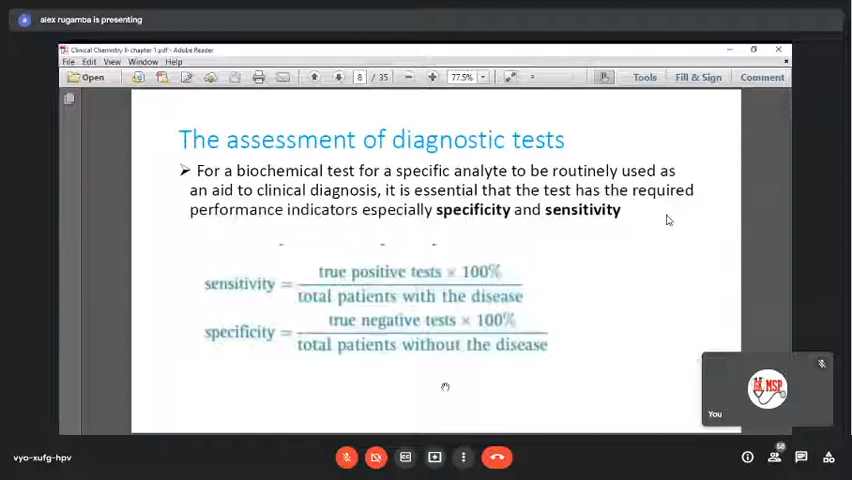 a
alex rugamba is presenting
Clinical Chemistry II-chapter 1.pdf - Adobe Reader
File Edit View Window Help
Open
8 / 35
77.5%
Tools
Fill & Sign
Comment
The assessment of diagnostic tests
➤ For a biochemical test for a specific analyte to be routinely used as
an aid to clinical diagnosis, it is essential that the test has the required
performance indicators especially specificity and sensitivity
sensitivity = true positive tests × 100%
total patients with the disease
specificity = true negative tests × 100%
total patients without the disease
MSP
You
vyo-xufg-hpv
CC